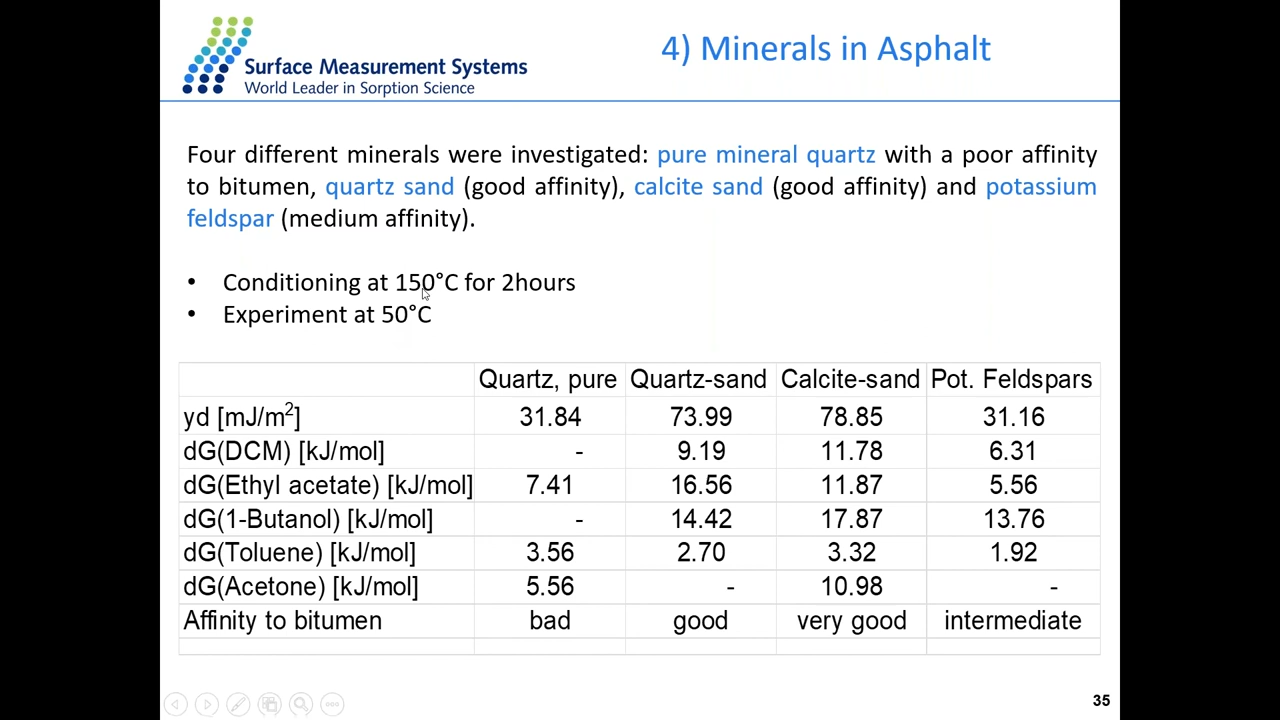 Surface Measurement Systems
World Leader in Sorption Science
4) Minerals in Asphalt
Four different minerals were investigated: pure mineral quartz with a poor affinity
to bitumen, quartz sand (good affinity), calcite sand (good affinity) and potassium
feldspar (medium affinity).
• Conditioning at 150°C for 2hours
• Experiment at 50°C
Quartz, pure Quartz-sand Calcite-sand Pot. Feldspars
yd [mJ/m²] 31.84 73.99 78.85 31.16
dG(DCM) [kJ/mol] - 9.19 11.78 6.31
dG(Ethyl acetate) [kJ/mol] 7.41 16.56 11.87 5.56
dG(1-Butanol) [kJ/mol] - 14.42 17.87 13.76
dG(Toluene) [kJ/mol] 3.56 2.70 3.32 1.92
dG(Acetone) [kJ/mol] 5.56 - 10.98 -
Affinity to bitumen bad good very good intermediate
35